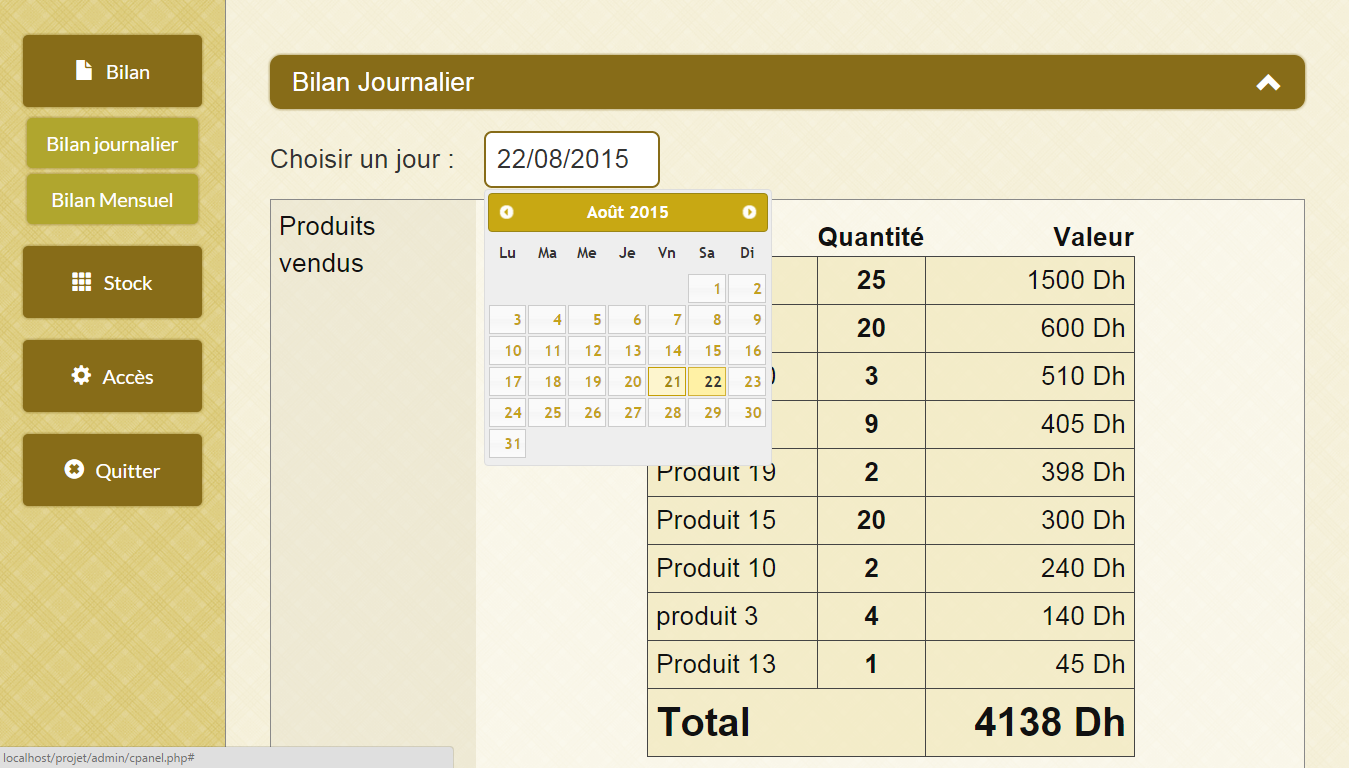 Bilan
Bilan journalier
Bilan Mensuel
Stock
Accès
Quitter
Bilan Journalier
Choisir un jour :
22/08/2015
Août 2015
Lu Ma Me Je Vn Sa Di
1 2
3 4 5 6 7 8 9
10 11 12 13 14 15 16
17 18 19 20 21 22 23
24 25 26 27 28 29 30
31
Produits
vendus
Quantité Valeur
25 1500 Dh
20 600 Dh
3 510 Dh
9 405 Dh
Produit 19 2 398 Dh
Produit 15 20 300 Dh
Produit 10 2 240 Dh
produit 3 4 140 Dh
Produit 13 1 45 Dh
Total 4138 Dh
localhost/projet/admin/cpanel.php#